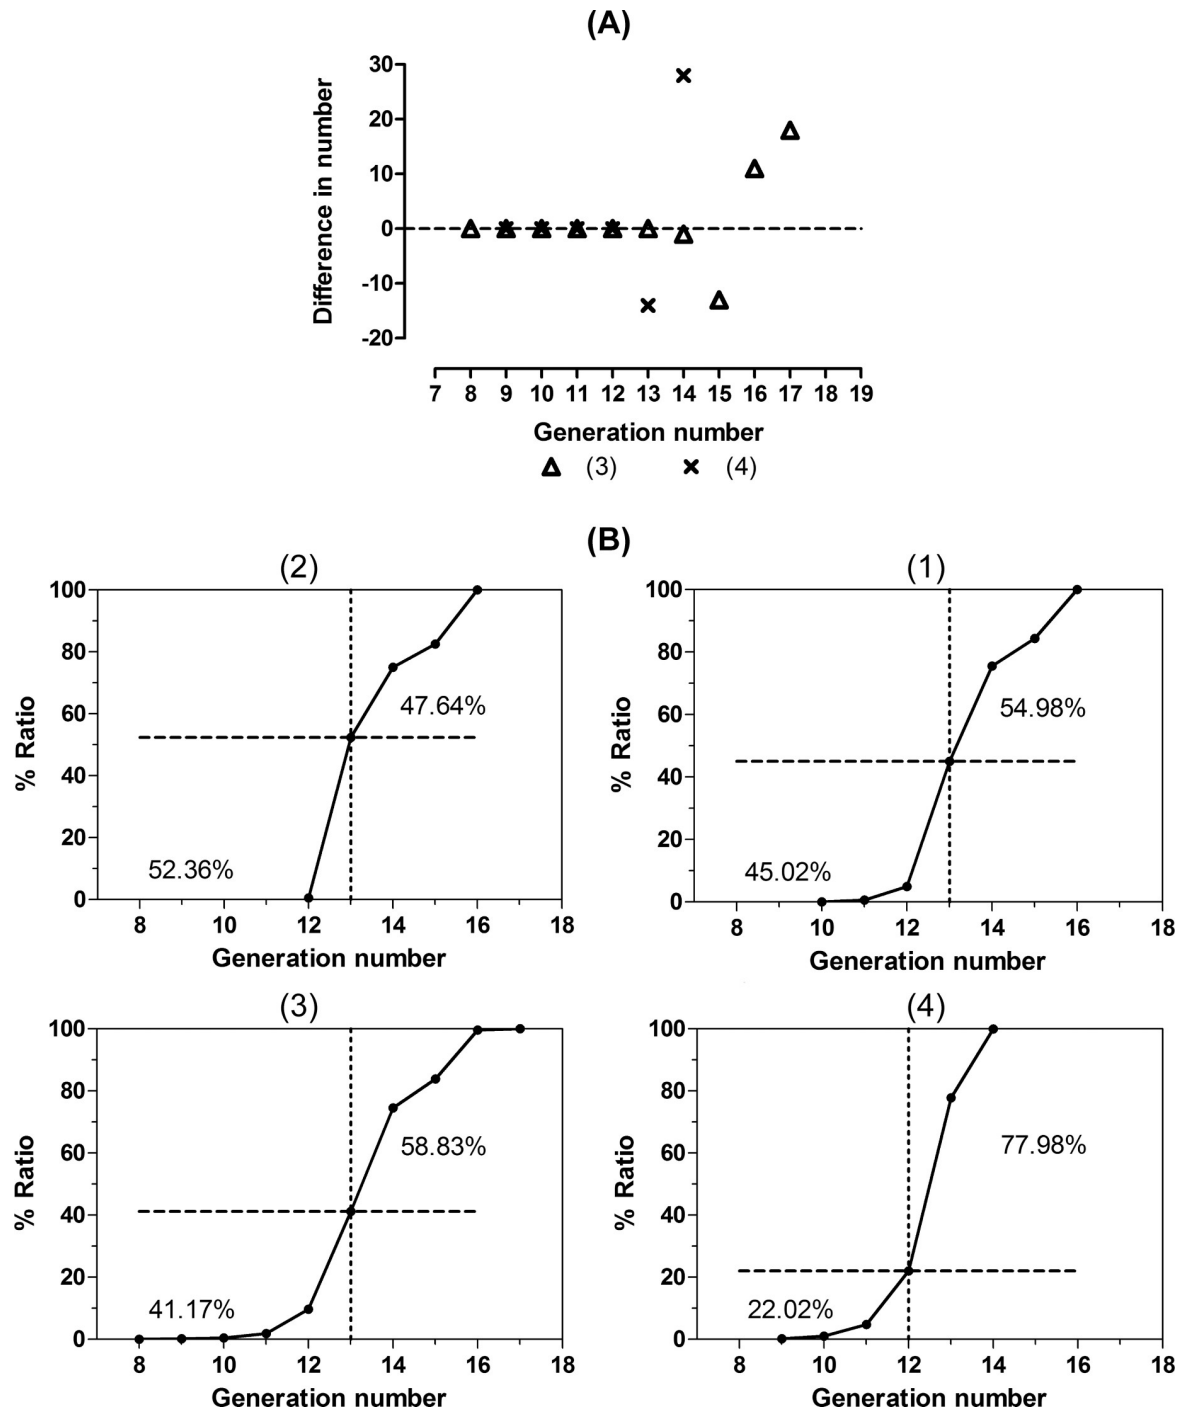 (A)
30
20
10
0
-10
-20
Difference in number
7 8 9 10 11 12 13 14 15 16 17 18 19
Generation number
(3) (4)
(B)
(2)
100
80
60
40
20
0
% Ratio
47.64%
52.36%
8 10 12 14 16 18
Generation number
(1)
100
80
60
40
20
0
% Ratio
54.98%
45.02%
8 10 12 14 16 18
Generation number
(3)
100
80
60
40
20
0
% Ratio
58.83%
41.17%
8 10 12 14 16 18
Generation number
(4)
100
80
60
40
20
0
% Ratio
77.98%
22.02%
8 10 12 14 16 18
Generation number